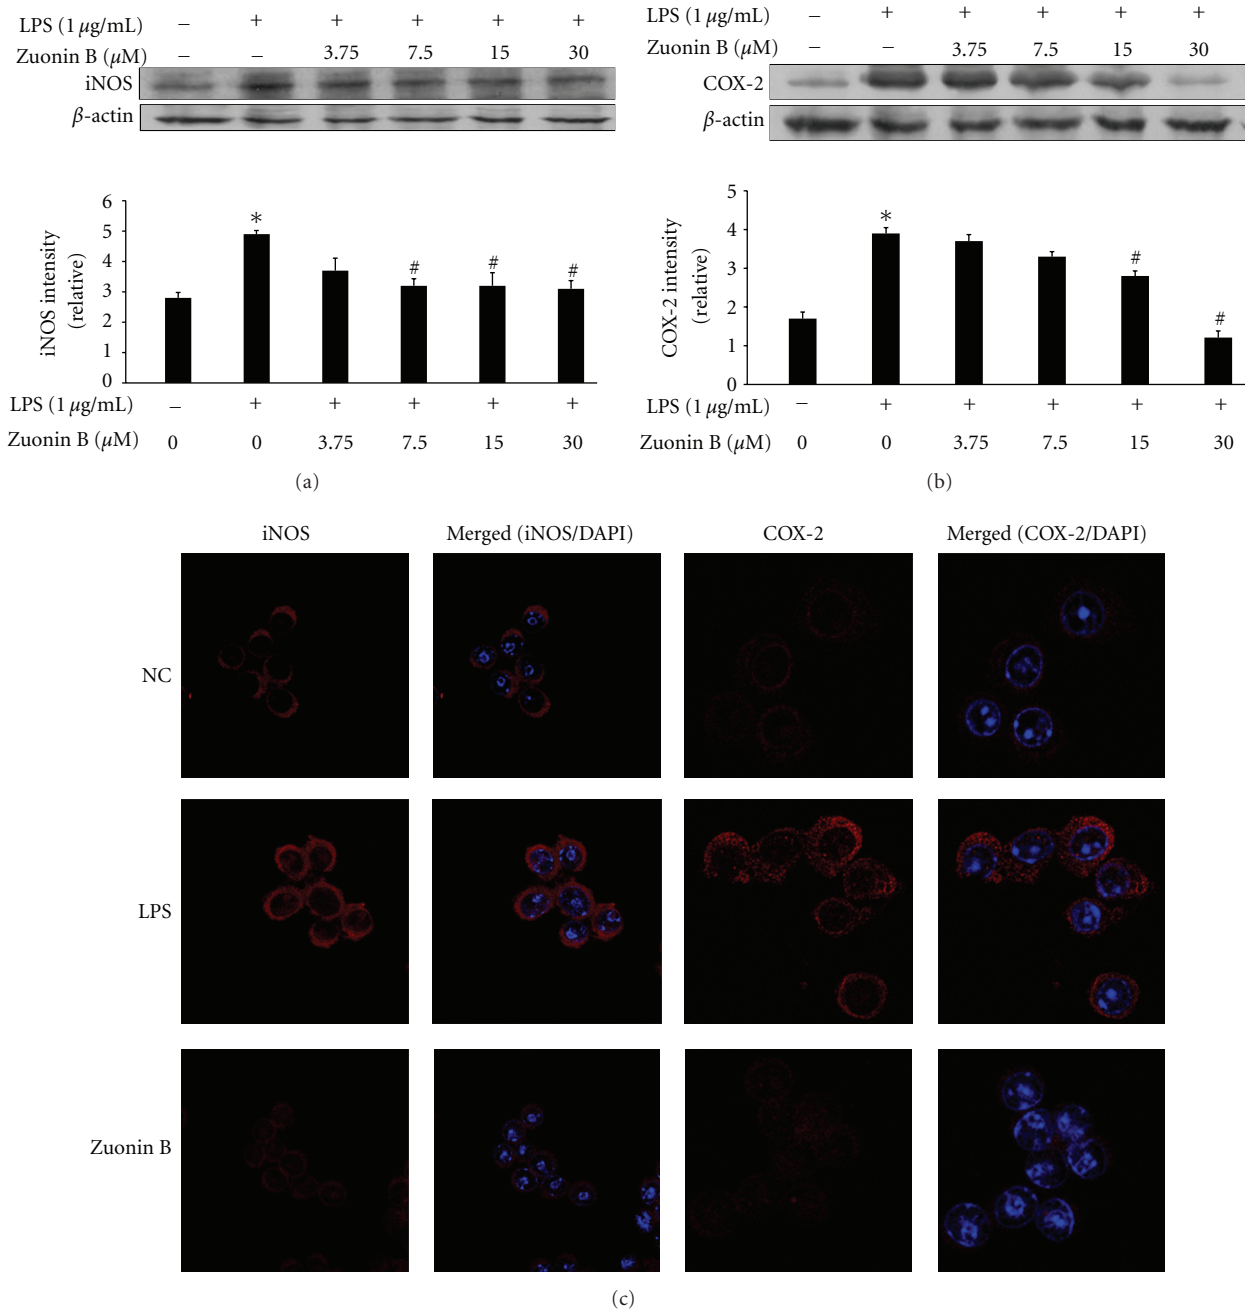 LPS (1 μg/mL) − + + + + +
Zuonin B (μM) − − 3.75 7.5 15 30
iNOS
β-actin
iNOS intensity
(relative)
6
5
4
3
2
1
0
*
#
#
#
LPS (1 μg/mL) − + + + + +
Zuonin B (μM) 0 0 3.75 7.5 15 30
(a)
LPS (1 μg/mL) − + + + + +
Zuonin B (μM) − − 3.75 7.5 15 30
COX-2
β-actin
COX-2 intensity
(relative)
5
4
3
2
1
0
*
#
#
LPS (1 μg/mL) − + + + + +
Zuonin B (μM) 0 0 3.75 7.5 15 30
(b)
iNOS Merged (iNOS/DAPI) COX-2 Merged (COX-2/DAPI)
NC
LPS
Zuonin B
(c)